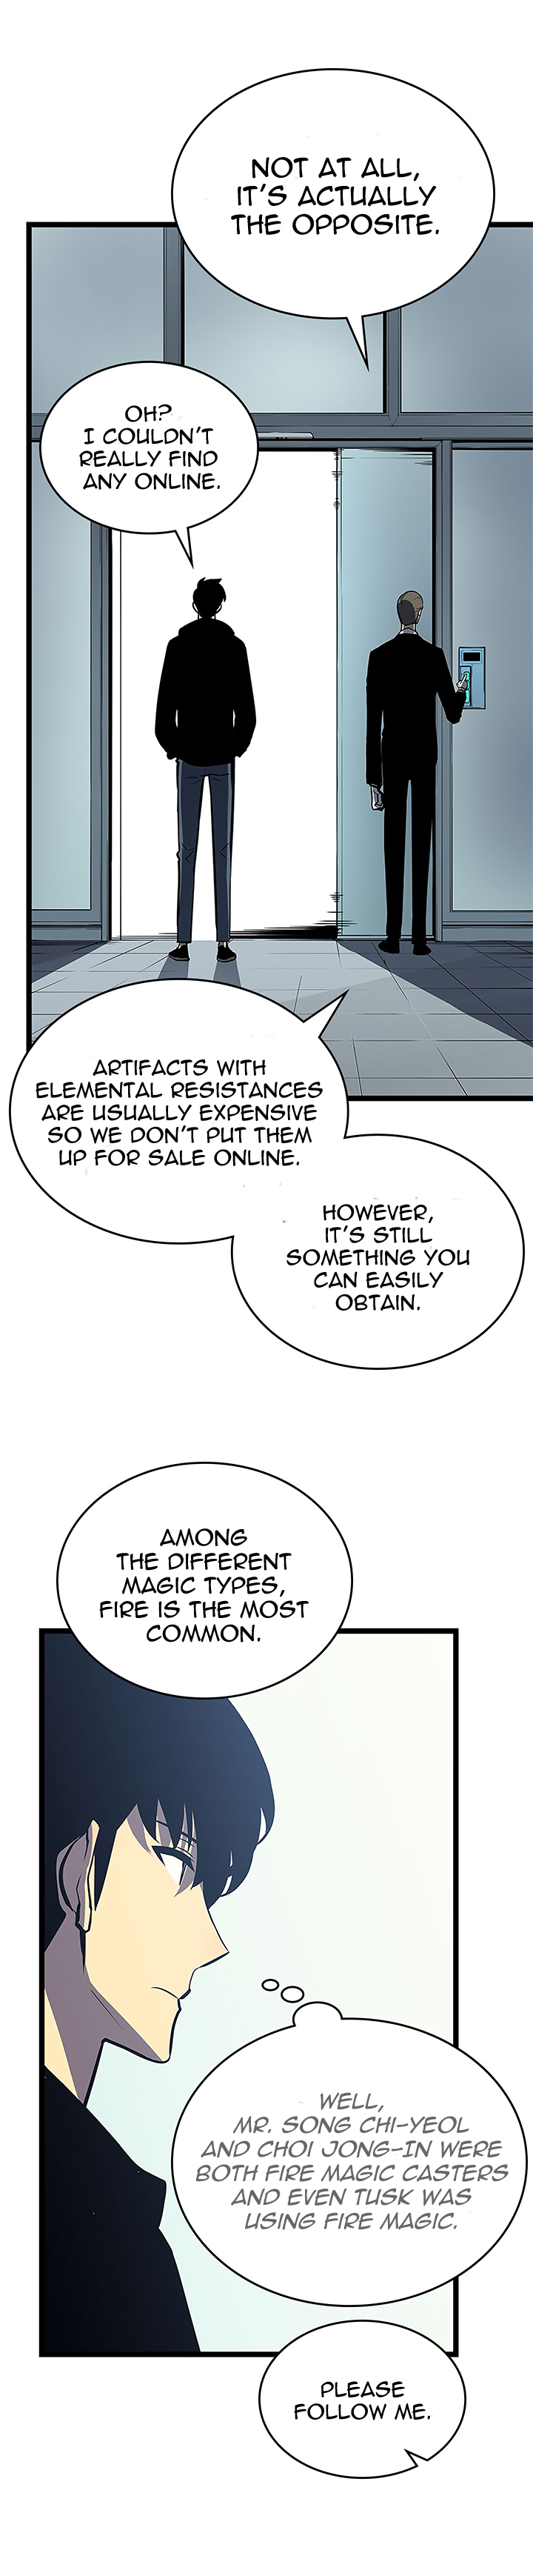 NOT AT ALL,
IT'S ACTUALLY
THE OPPOSITE.
OH?
I COULDN'T
REALLY FIND
ANY ONLINE.
ARTIFACTS WITH
ELEMENTAL RESISTANCES
ARE USUALLY EXPENSIVE
SO WE DON'T PUT THEM
UP FOR SALE ONLINE.
HOWEVER,
IT'S STILL
SOMETHING YOU
CAN EASILY
OBTAIN.
AMONG
THE DIFFERENT
MAGIC TYPES,
FIRE IS THE MOST
COMMON.
WELL,
MR. SONG CHI-YEOL
AND CHOI JONG-IN WERE
BOTH FIRE MAGIC CASTERS
AND EVEN TUSK WAS
USING FIRE MAGIC.
PLEASE
FOLLOW ME.